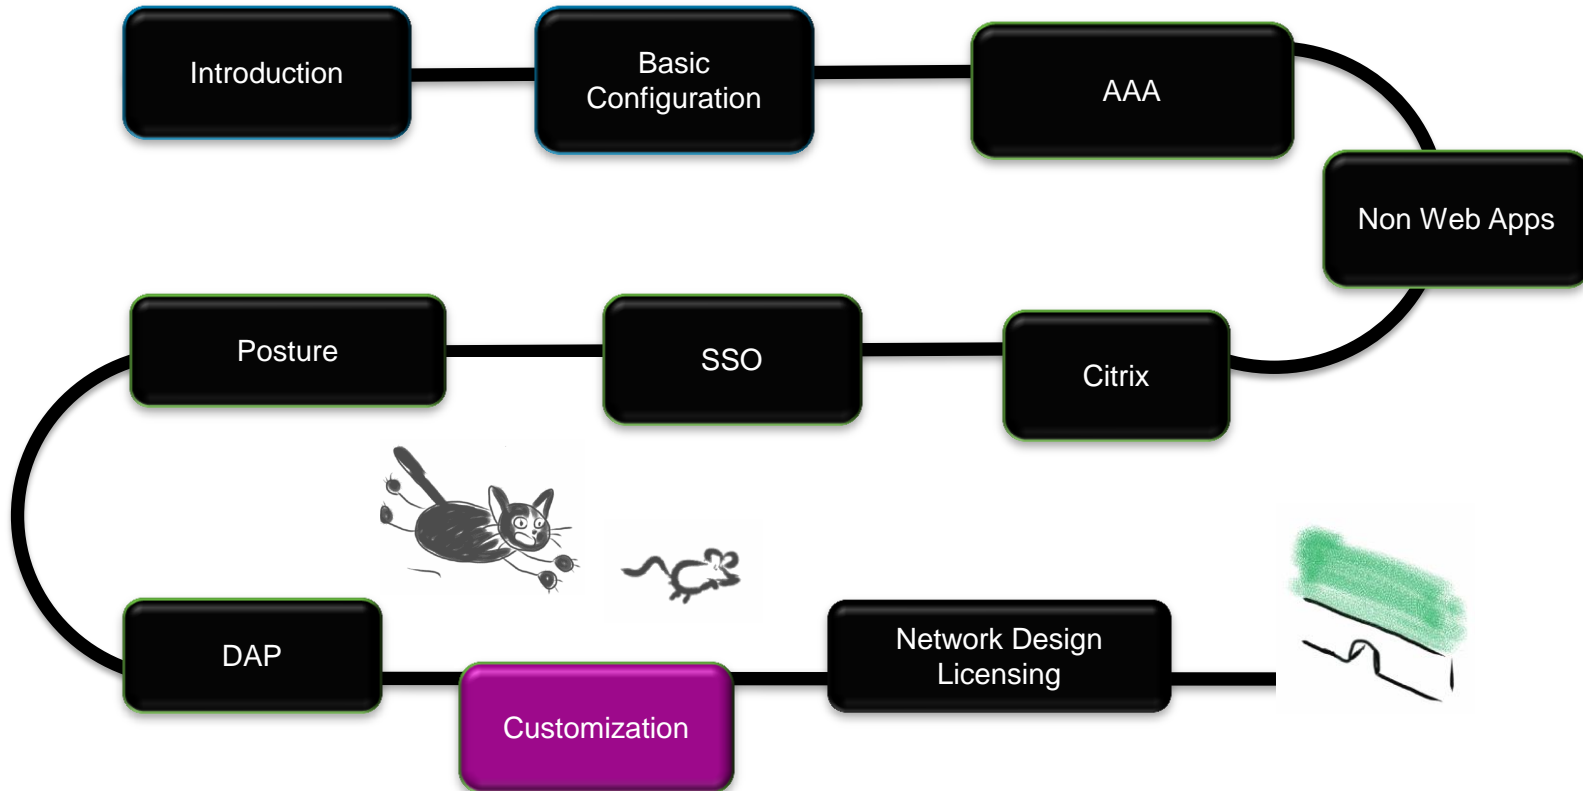 Introduction
Basic
Configuration
AAA
Non Web Apps
Citrix
SSO
Posture
DAP
Customization
Network Design
Licensing